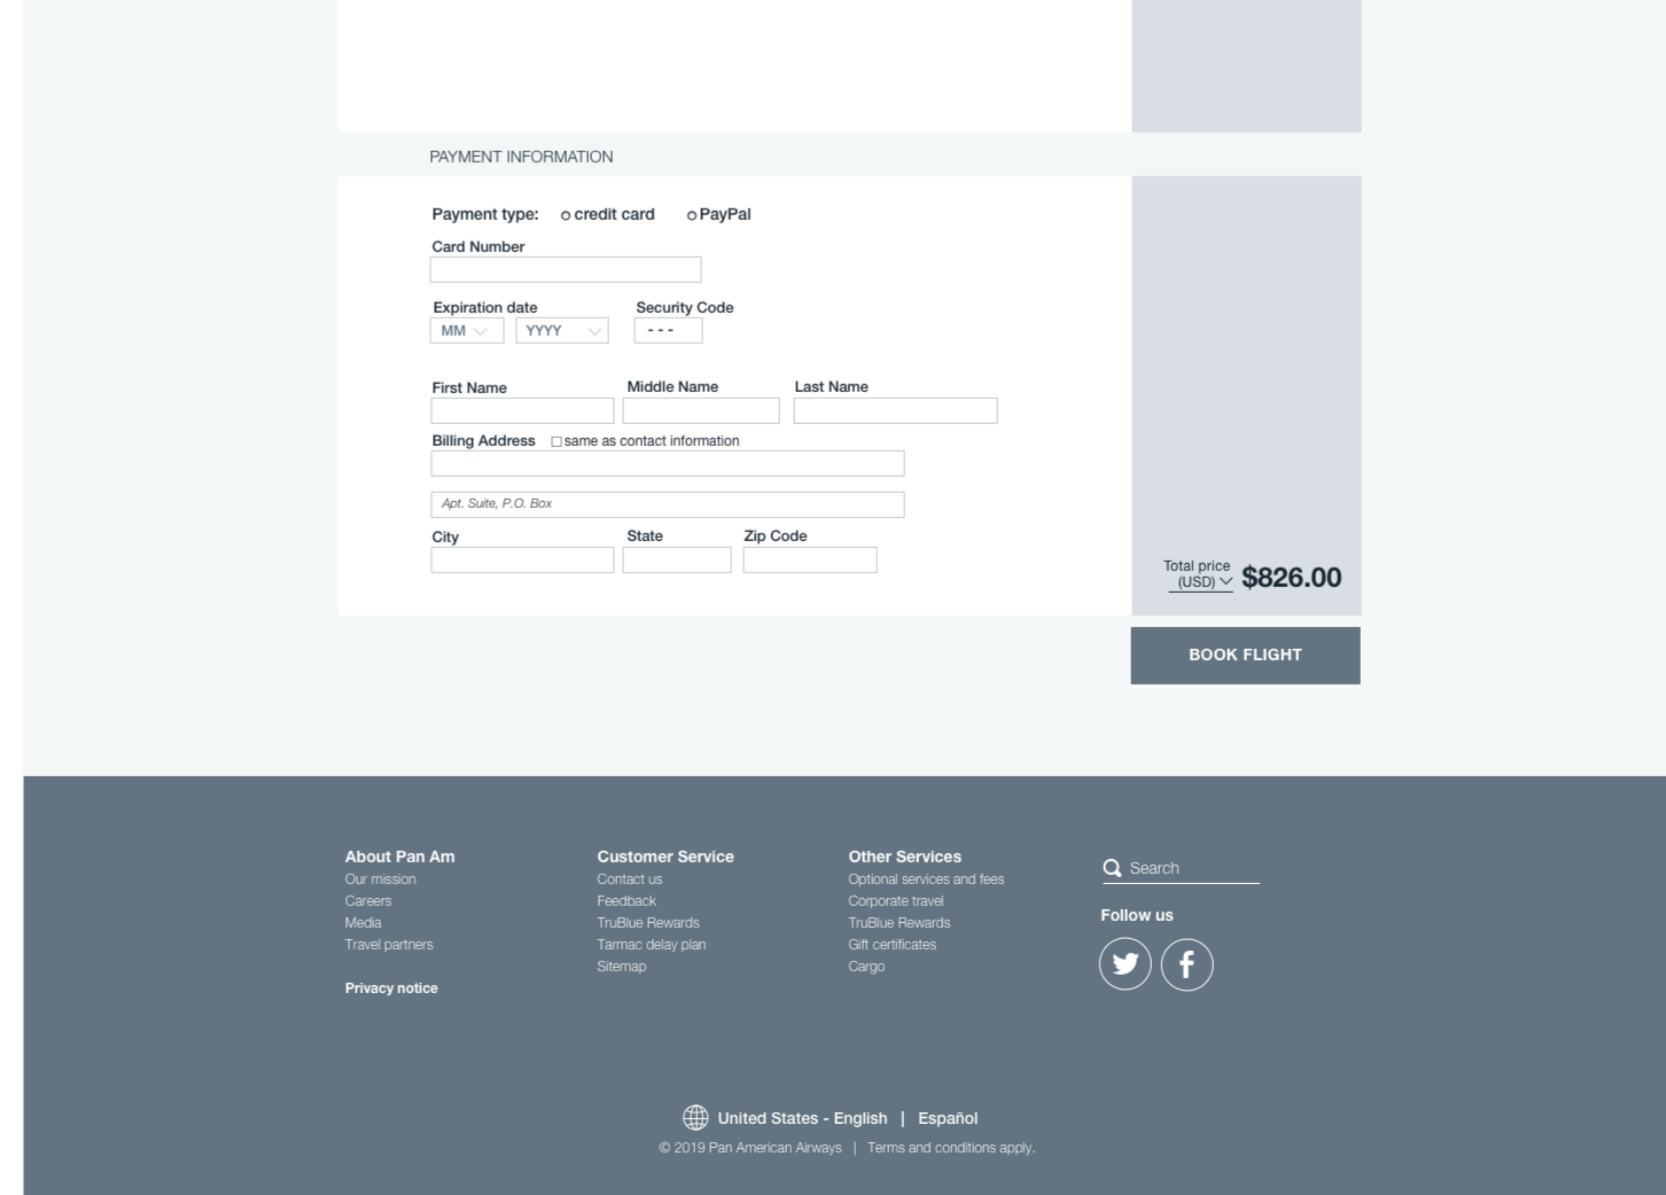 PAYMENT INFORMATION
Payment type: credit card PayPal
Card Number
Expiration date Security Code
MM YYYY - - -
First Name Middle Name Last Name
Billing Address same as contact information
Apt. Suite, P.O. Box
City State Zip Code
Total price
(USD) $826.00
BOOK FLIGHT
About Pan Am
Our mission
Careers
Media
Travel partners
Privacy notice
Customer Service
Contact us
Feedback
TruBlue Rewards
Tarmac delay plan
Sitemap
Other Services
Optional services and fees
Corporate travel
TruBlue Rewards
Gift certificates
Cargo
Search
Follow us
United States - English | Español
© 2019 Pan American Airways | Terms and conditions apply.